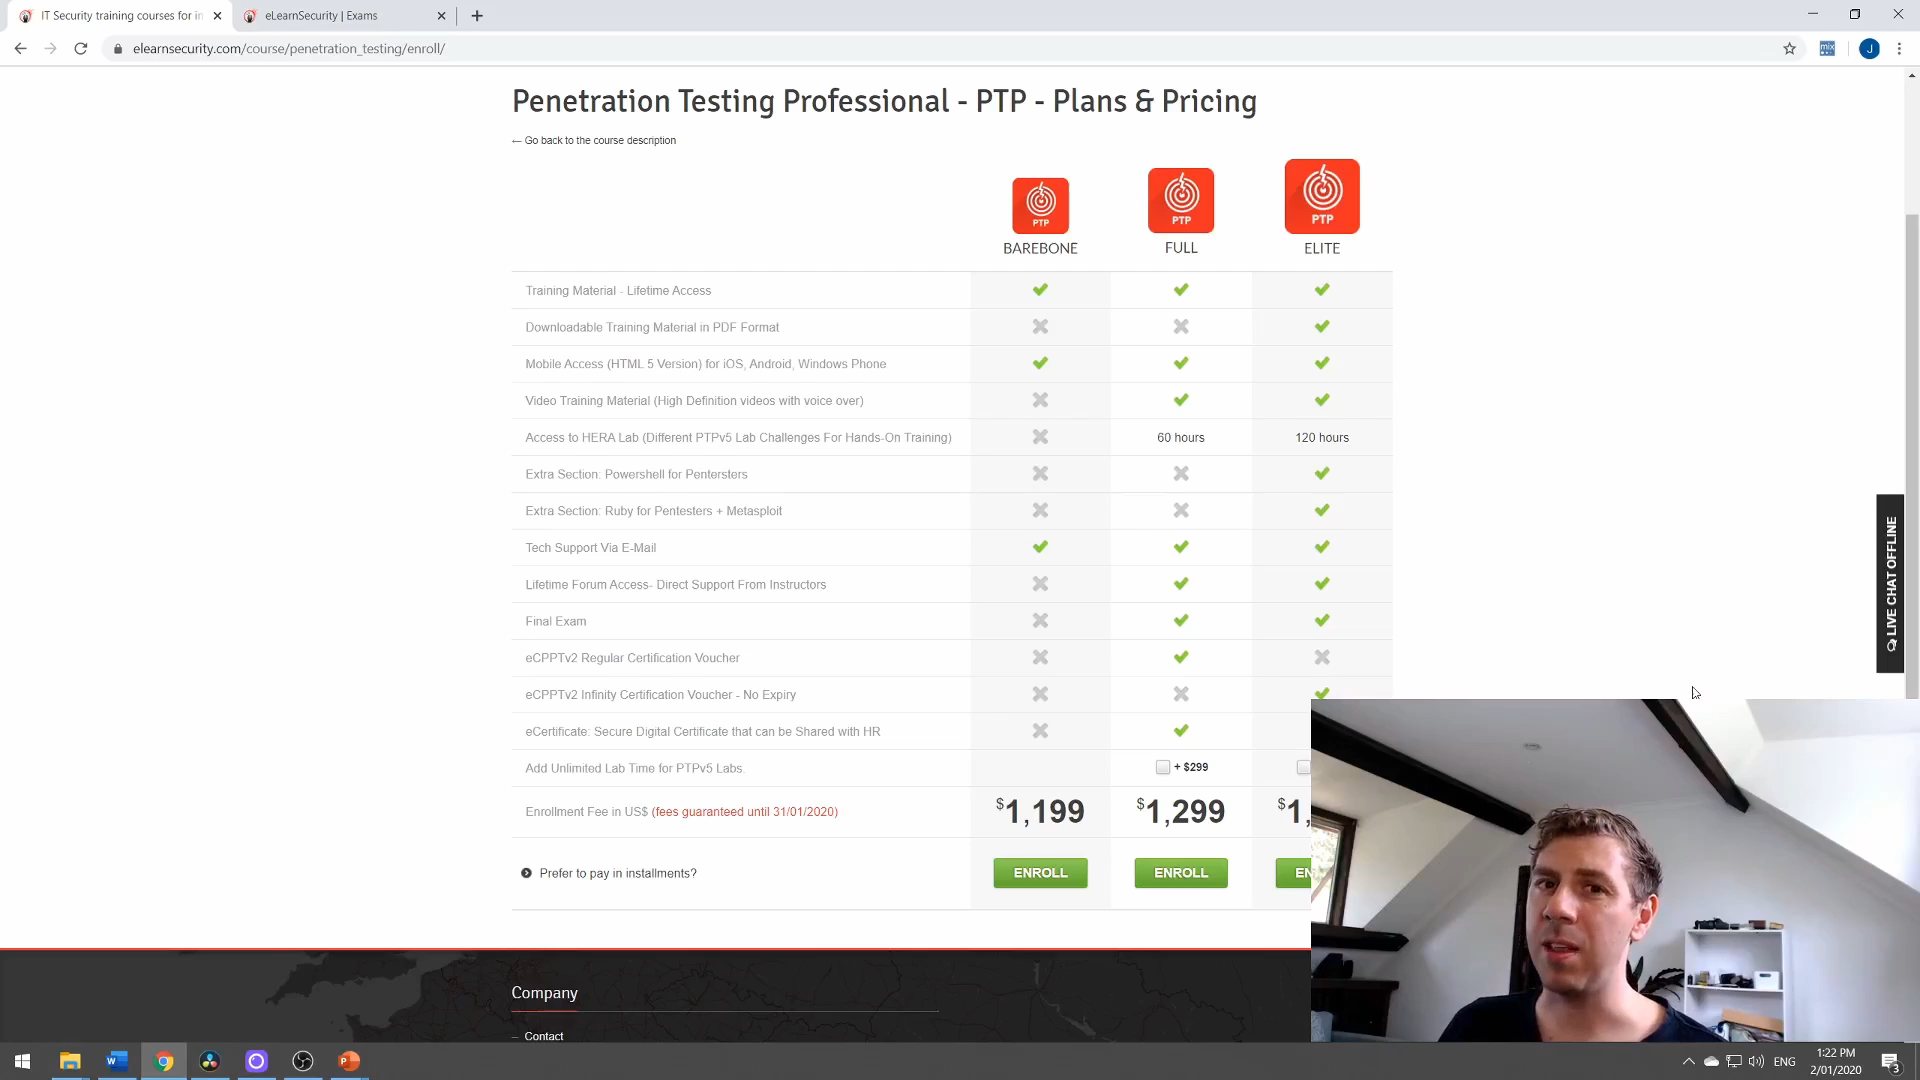 IT Security training courses for in
eLearnSecurity | Exams
elearnsecurity.com/course/penetration_testing/enroll/
mix
J
Penetration Testing Professional - PTP - Plans & Pricing
← Go back to the course description
PTP PTP PTP
BAREBONE FULL ELITE
Training Material - Lifetime Access
Downloadable Training Material in PDF Format
Mobile Access (HTML 5 Version) for iOS, Android, Windows Phone
Video Training Material (High Definition videos with voice over)
Access to HERA Lab (Different PTPv5 Lab Challenges For Hands-On Training) 60 hours 120 hours
Extra Section: Powershell for Pentersters
Extra Section: Ruby for Pentesters + Metasploit
Tech Support Via E-Mail
Lifetime Forum Access- Direct Support From Instructors
Final Exam
eCPPTv2 Regular Certification Voucher
eCPPTv2 Infinity Certification Voucher - No Expiry
eCertificate: Secure Digital Certificate that can be Shared with HR
Add Unlimited Lab Time for PTPv5 Labs. + $299
Enrollment Fee in US$ (fees guaranteed until 31/01/2020) $1,199 $1,299 $1,
Prefer to pay in installments? ENROLL ENROLL EN
LIVE CHAT OFFLINE
Company
– Contact
W
P
ENG
1:22 PM
2/01/2020
3